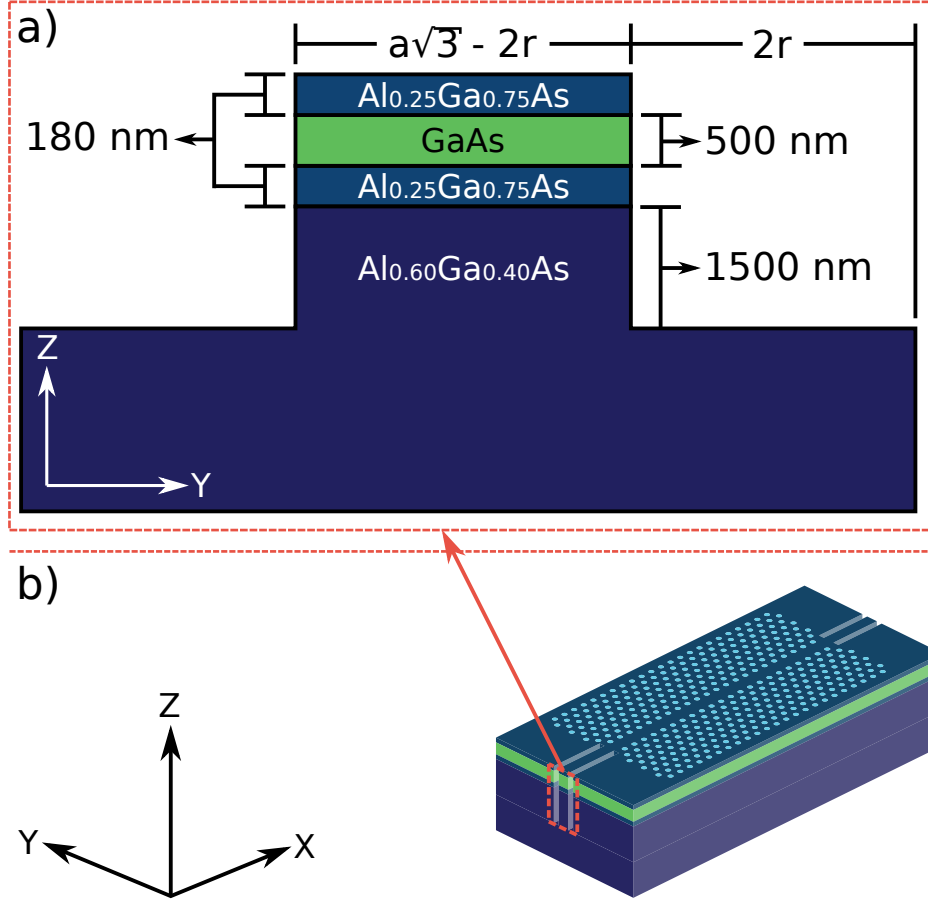 a)
a√3 - 2r
2r
Al0.25Ga0.75As
180 nm
GaAs
500 nm
Al0.25Ga0.75As
Al0.60Ga0.40As
1500 nm
Z
Y
b)
Z
Y
X